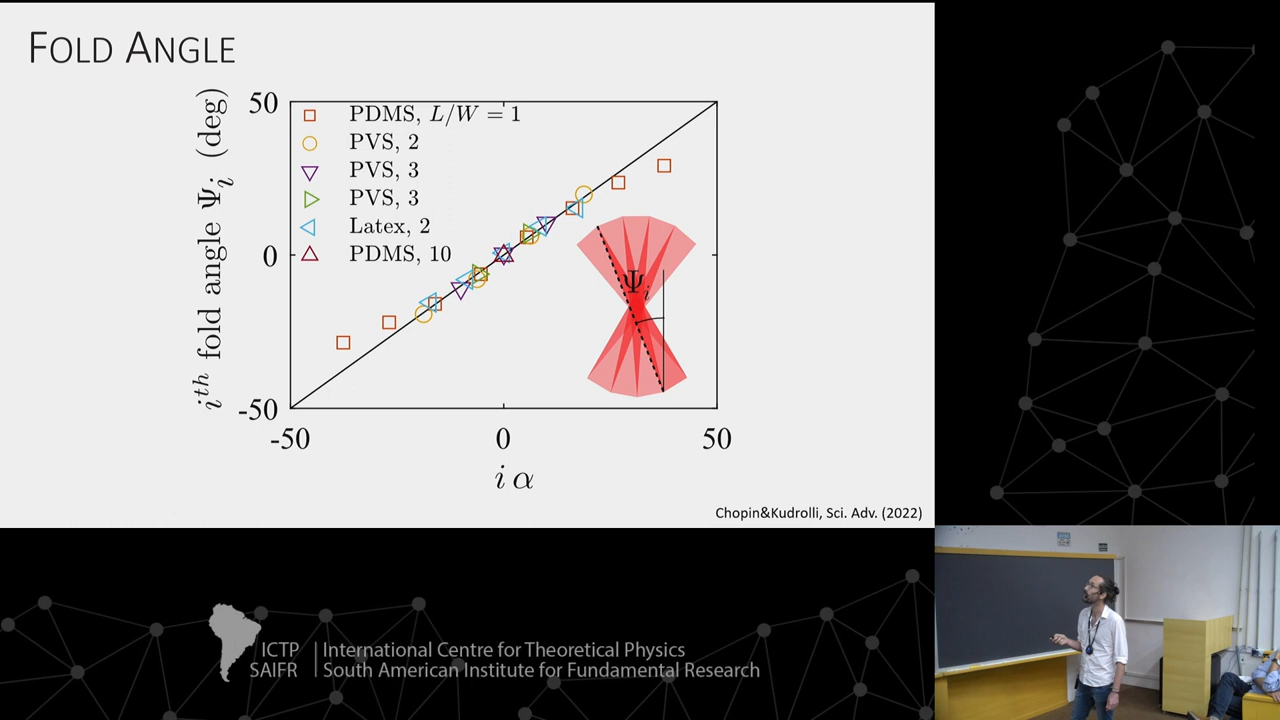 FOLD ANGLE
i^th fold angle Ψ_i (deg)
50
0
-50
PDMS, L/W = 1
PVS, 2
PVS, 3
PVS, 3
Latex, 2
PDMS, 10
Ψ_i
-50
0
50
i α
Chopin&Kudrolli, Sci. Adv. (2022)
ICTP
SAIFR
International Centre for Theoretical Physics
South American Institute for Fundamental Research